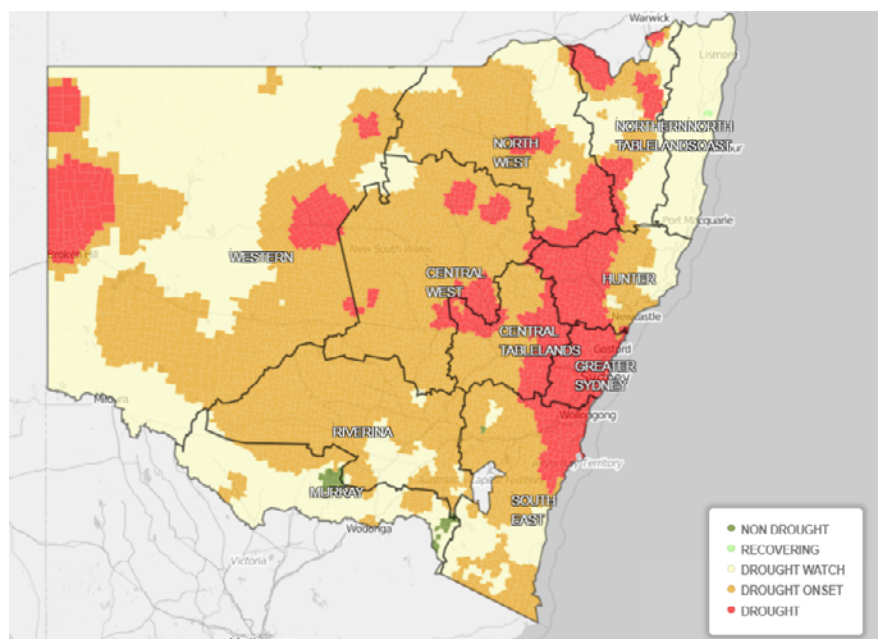 Warwick
Lismore
NORTHERN NORTH
TABLELANDS COAST
NORTH
WEST
Port Macquarie
New South Wales
WESTERN
Broken Hill
CENTRAL
WEST
HUNTER
Newcastle
CENTRAL
TABLELANDS
Gosford
GREATER
SYDNEY
Sydney
Mildura
Wollongong
RIVERINA
MURRAY
SOUTH
EAST
Wodonga
Victoria
NON DROUGHT
RECOVERING
DROUGHT WATCH
DROUGHT ONSET
DROUGHT